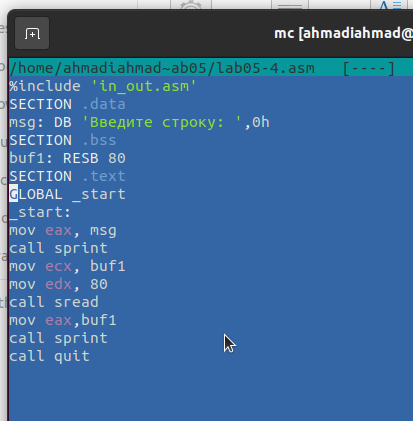 mc [ahmadiahmad@
/home/ahmadiahmad~ab05/lab05-4.asm [----]
%include 'in_out.asm'
SECTION .data
msg: DB 'Введите строку: ',0h
SECTION .bss
buf1: RESB 80
SECTION .text
GLOBAL _start
_start:
mov eax, msg
call sprint
mov ecx, buf1
mov edx, 80
call sread
mov eax,buf1
call sprint
call quit